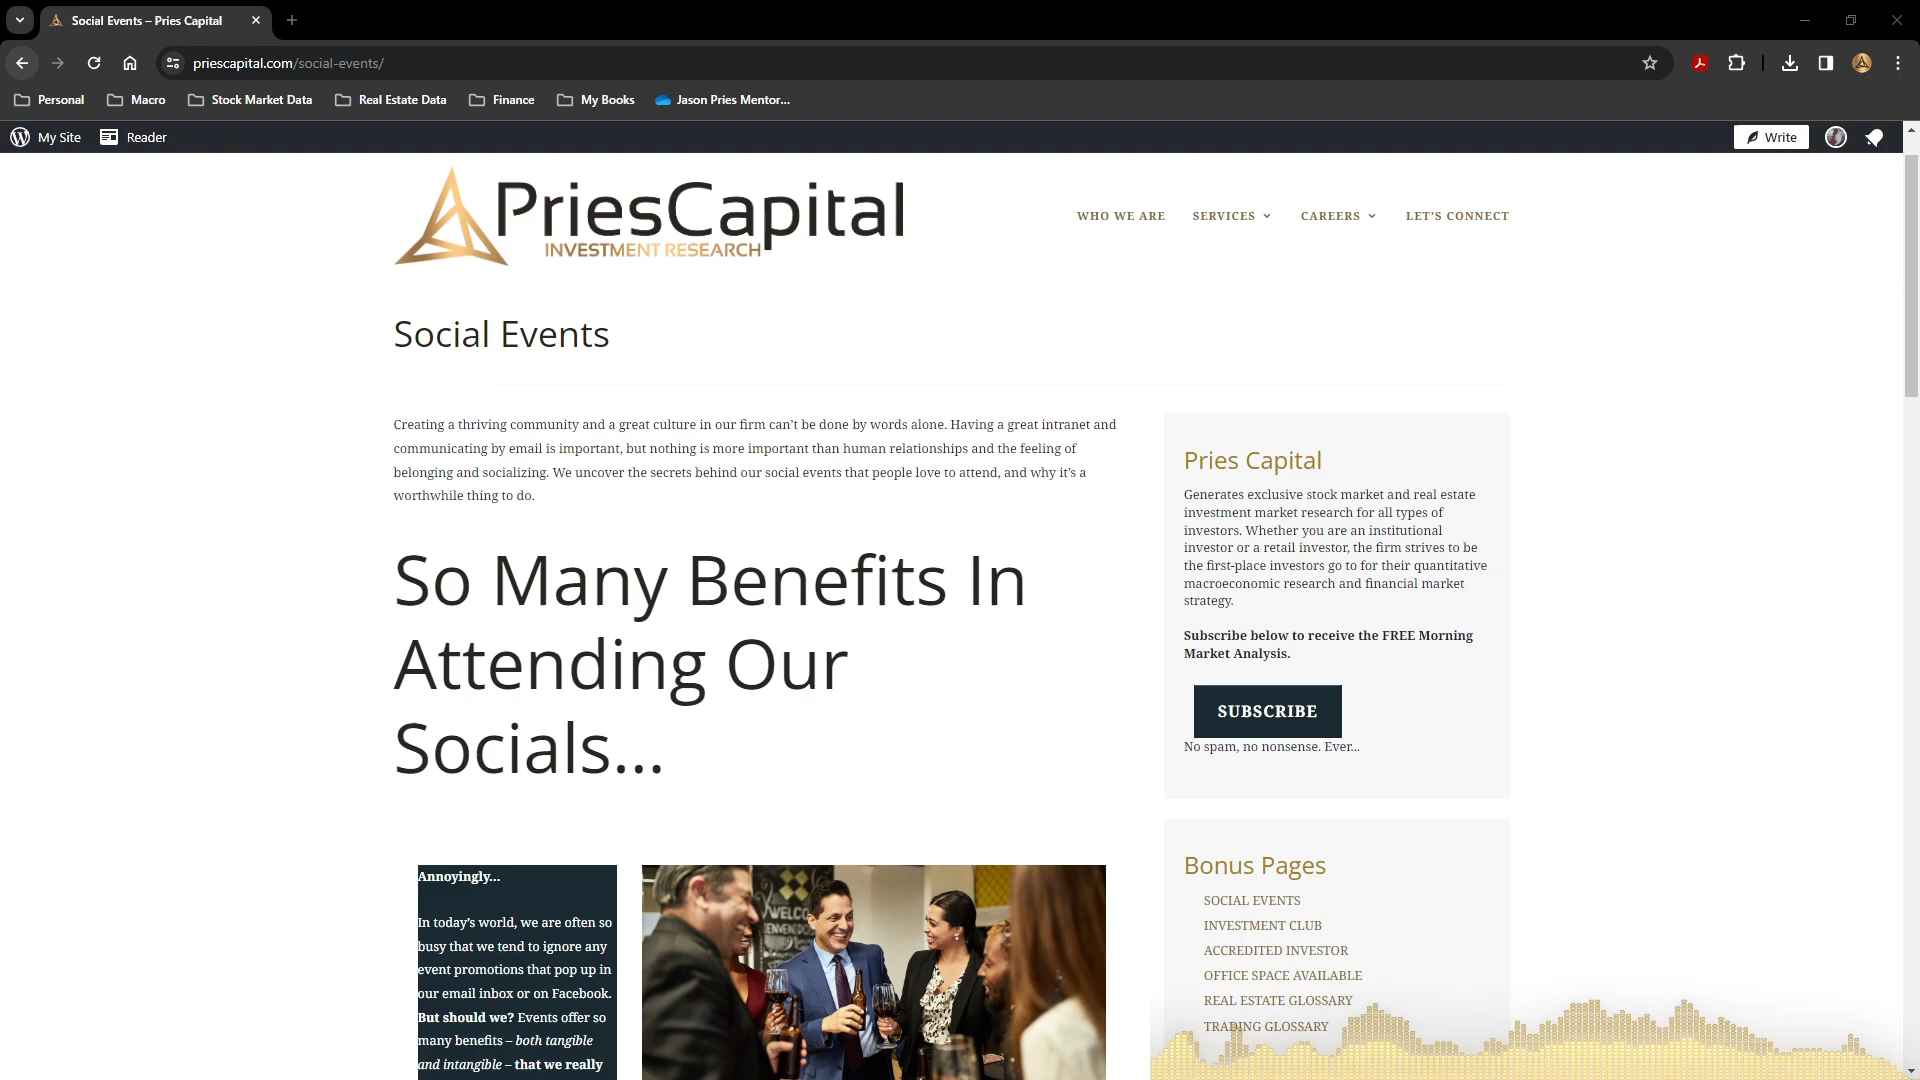 Social Events – Pries Capital
priescapital.com/social-events/
Personal
Macro
Stock Market Data
Real Estate Data
Finance
My Books
Jason Pries Mentor...
My Site
Reader
Write
PriesCapital
INVESTMENT RESEARCH
WHO WE ARE
SERVICES
CAREERS
LET'S CONNECT
Social Events
Creating a thriving community and a great culture in our firm can't be done by words alone. Having a great intranet and
communicating by email is important, but nothing is more important than human relationships and the feeling of
belonging and socializing. We uncover the secrets behind our social events that people love to attend, and why it's a
worthwhile thing to do.
So Many Benefits In
Attending Our
Socials...
Annoyingly...
In today's world, we are often so
busy that we tend to ignore any
event promotions that pop up in
our email inbox or on Facebook.
But should we? Events offer so
many benefits – both tangible
and intangible – that we really
Pries Capital
Generates exclusive stock market and real estate
investment market research for all types of
investors. Whether you are an institutional
investor or a retail investor, the firm strives to be
the first-place investors go to for their quantitative
macroeconomic research and financial market
strategy.
Subscribe below to receive the FREE Morning
Market Analysis.
SUBSCRIBE
No spam, no nonsense. Ever...
Bonus Pages
SOCIAL EVENTS
INVESTMENT CLUB
ACCREDITED INVESTOR
OFFICE SPACE AVAILABLE
REAL ESTATE GLOSSARY
TRADING GLOSSARY